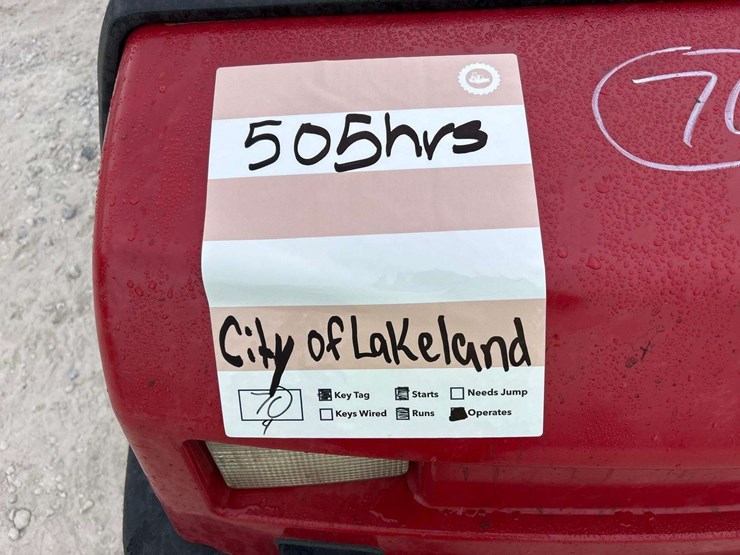 505hrs
City of Lakeland
70
Key Tag
Starts
Needs Jump
Keys Wired
Runs
Operates